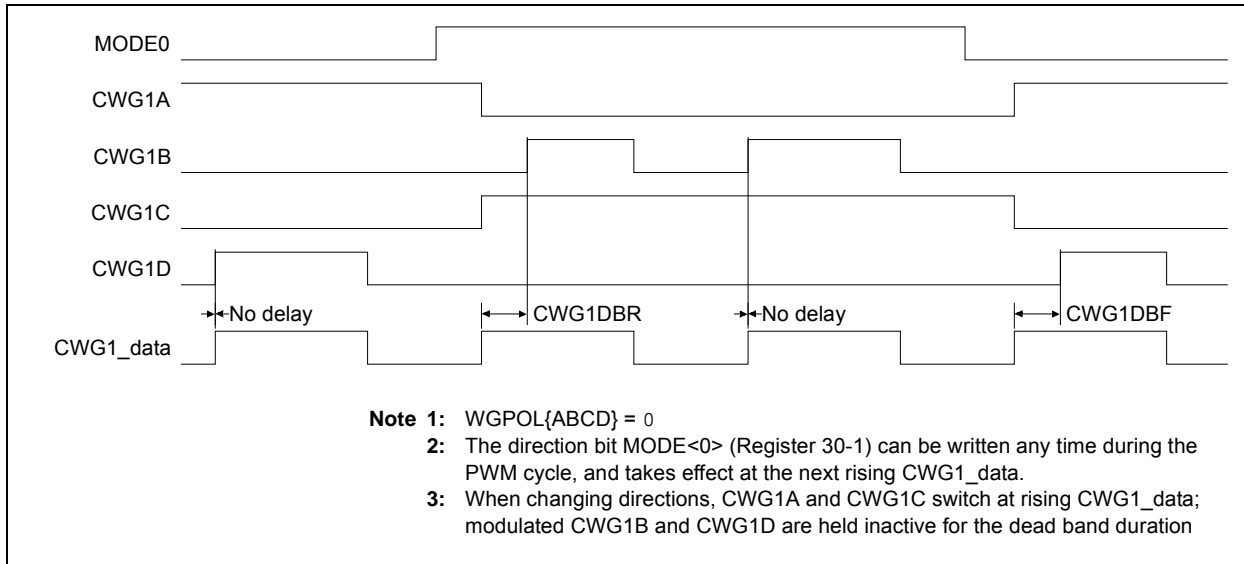 MODE0
CWG1A
CWG1B
CWG1C
CWG1D
No delay
CWG1DBR
No delay
CWG1DBF
CWG1_data
Note 1: WGPOL{ABCD} = 0
2: The direction bit MODE<0> (Register 30-1) can be written any time during the
PWM cycle, and takes effect at the next rising CWG1_data.
3: When changing directions, CWG1A and CWG1C switch at rising CWG1_data;
modulated CWG1B and CWG1D are held inactive for the dead band duration